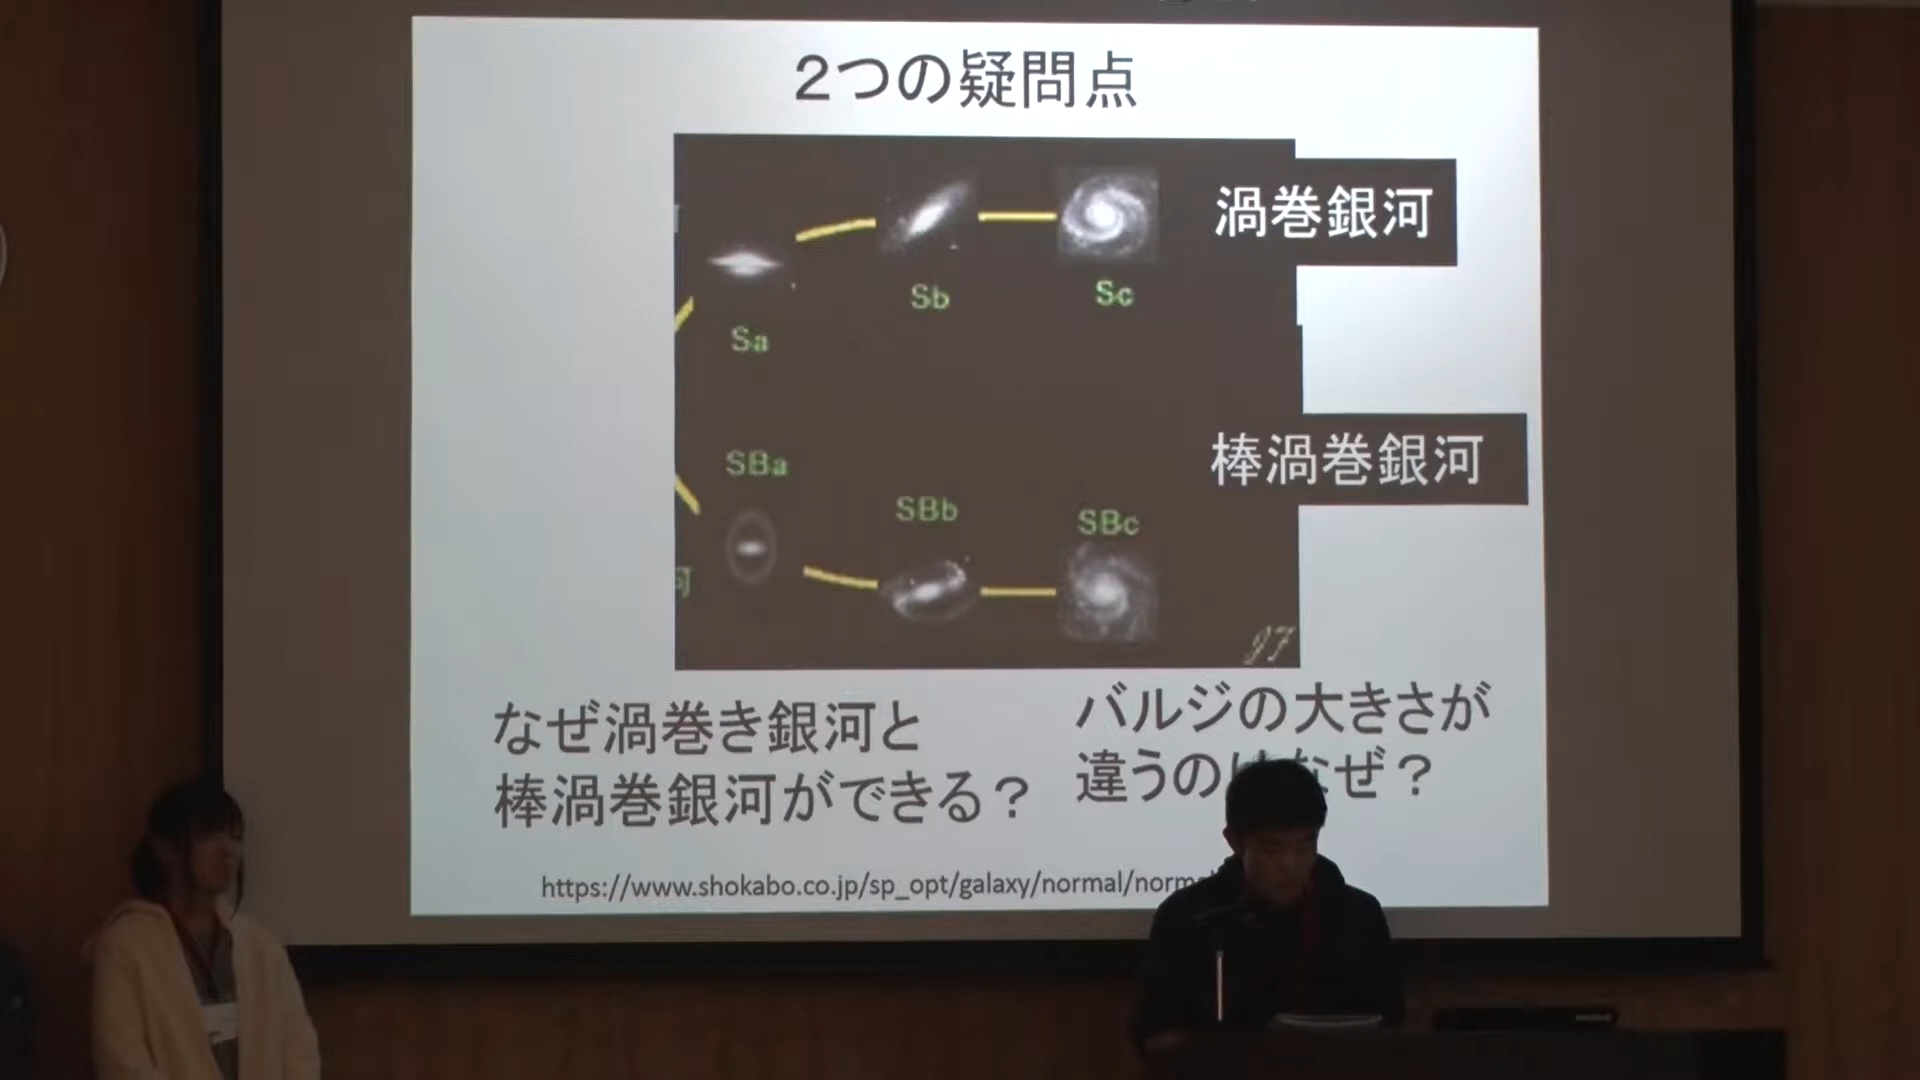 2つの疑問点
渦巻銀河
Sa
Sb
Sc
棒渦巻銀河
SBa
SBb
SBc
河
JF
なぜ渦巻き銀河と
棒渦巻銀河ができる？
バルジの大きさが
違うのはなぜ？
https://www.shokabo.co.jp/sp_opt/galaxy/normal/norm